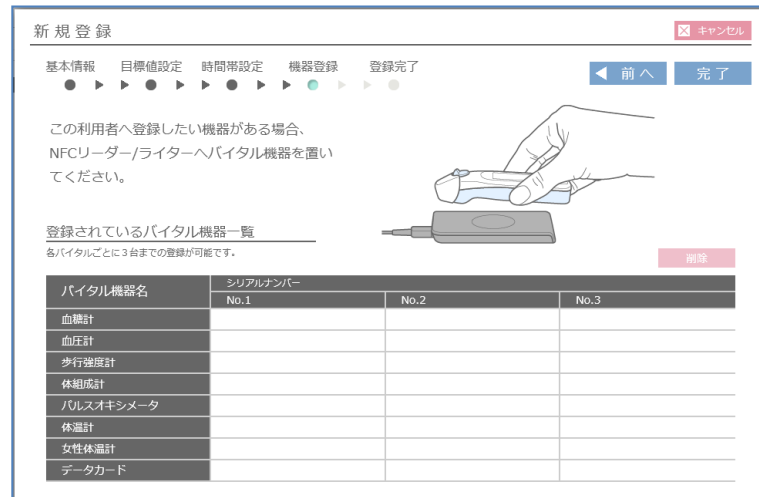 新規登録
キャンセル
基本情報 目標値設定 時間帯設定 機器登録 登録完了
前へ 完了
この利用者へ登録したい機器がある場合、
NFCリーダー/ライターへバイタル機器を置い
てください。
登録されているバイタル機器一覧
各バイタルごとに3台までの登録が可能です。
削除
バイタル機器名 シリアルナンバー
No.1 No.2 No.3
血糖計
血圧計
歩行強度計
体組成計
パルスオキシメータ
体温計
女性体温計
データカード